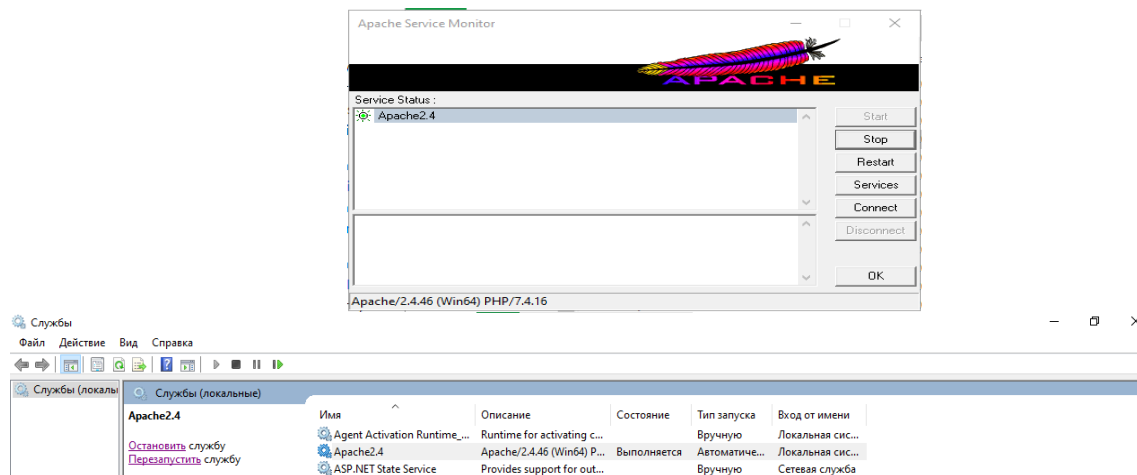 Apache Service Monitor
APACHE
Service Status :
Apache2.4
Start
Stop
Restart
Services
Connect
Disconnect
OK
Apache/2.4.46 (Win64) PHP/7.4.16
Службы
Файл Действие Вид Справка
Службы (локалы
Службы (локальные)
Apache2.4
Остановить службу
Перезапустить службу
Имя Описание Состояние Тип запуска Вход от имени
Agent Activation Runtime_... Runtime for activating c... Вручную Локальная сис...
Apache2.4 Apache/2.4.46 (Win64) P... Выполняется Автоматиче... Локальная сис...
ASP.NET State Service Provides support for out... Вручную Сетевая служба